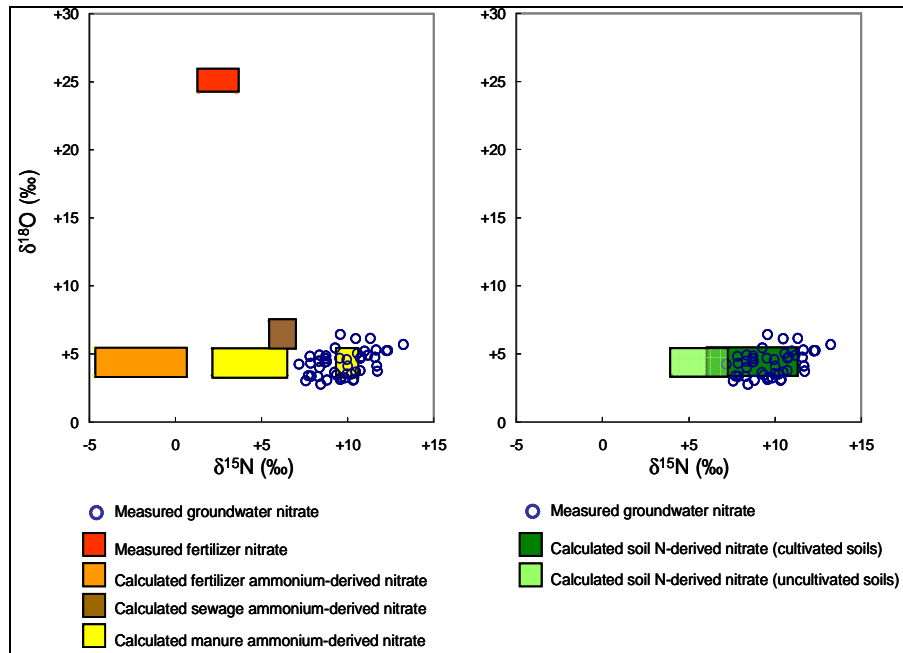 +30
+25
+20
+15
+10
+5
0
-5
0
+5
+10
+15
δ18O (‰)
δ15N (‰)
Measured groundwater nitrate
Measured fertilizer nitrate
Calculated fertilizer ammonium-derived nitrate
Calculated sewage ammonium-derived nitrate
Calculated manure ammonium-derived nitrate
+30
+25
+20
+15
+10
+5
0
-5
0
+5
+10
+15
δ15N (‰)
Measured groundwater nitrate
Calculated soil N-derived nitrate (cultivated soils)
Calculated soil N-derived nitrate (uncultivated soils)